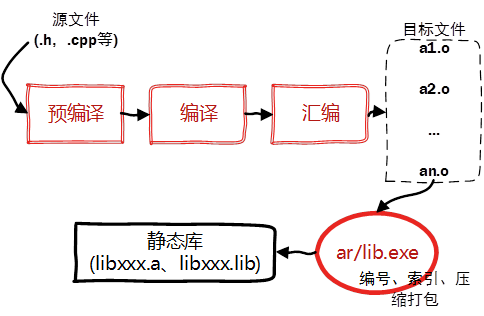 源文件
(.h，.cpp等)
目标文件
a1.o
a2.o
...
an.o
预编译
编译
汇编
静态库
(libxxx.a、libxxx.lib)
ar/lib.exe
编号、索引、压
缩打包